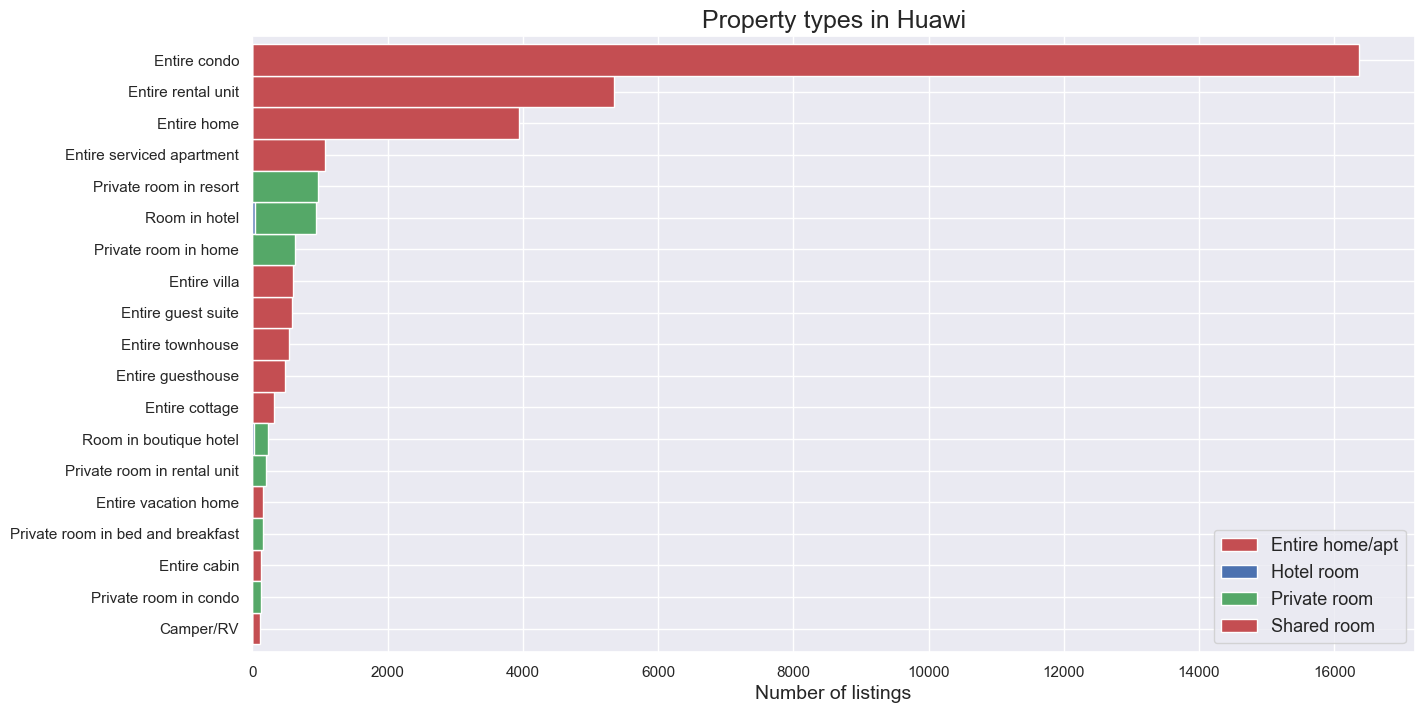 Property types in Huawi
Entire condo
Entire rental unit
Entire home
Entire serviced apartment
Private room in resort
Room in hotel
Private room in home
Entire villa
Entire guest suite
Entire townhouse
Entire guesthouse
Entire cottage
Room in boutique hotel
Private room in rental unit
Entire vacation home
Private room in bed and breakfast
Entire cabin
Private room in condo
Camper/RV
Entire home/apt
Hotel room
Private room
Shared room
0 2000 4000 6000 8000 10000 12000 14000 16000
Number of listings